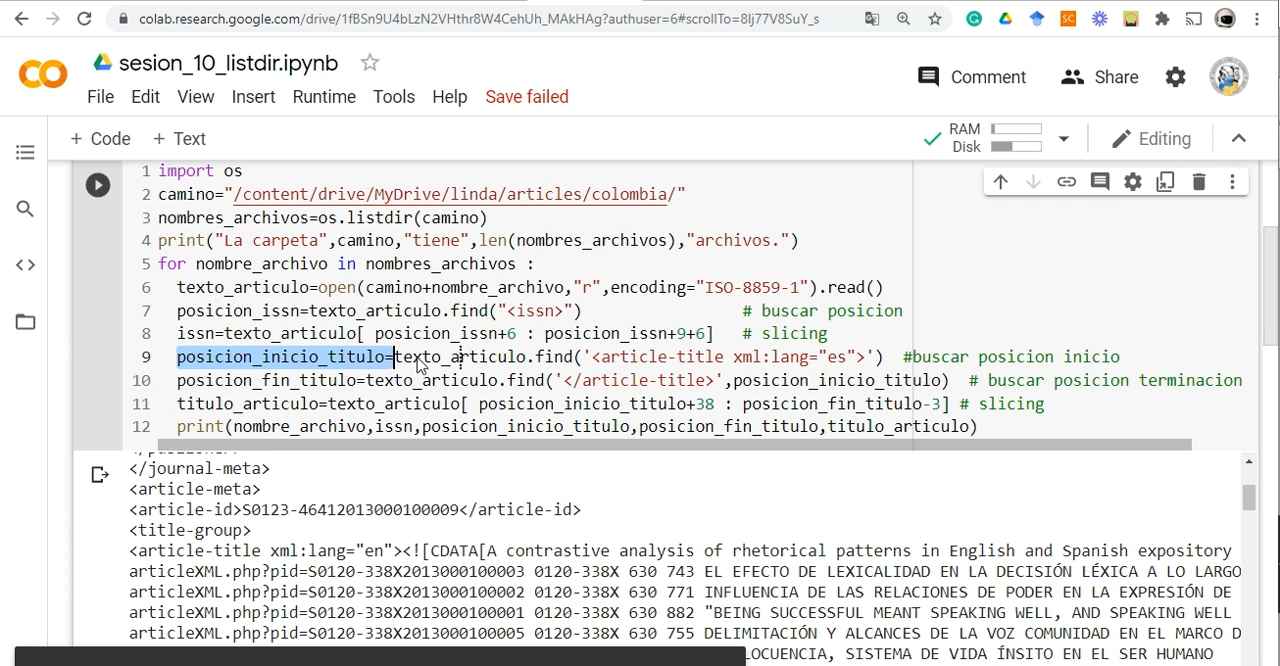 colab.research.google.com/drive/1fBSn9U4bLzN2VHthr8W4CehUh_MAkHAg?authuser=6#scrollTo=8Ij77V8SuY_s
SC
CO
sesion_10_listdir.ipynb
Comment
Share
File Edit View Insert Runtime Tools Help Save failed
+ Code + Text
RAM
Disk
Editing
1 import os
2 camino="/content/drive/MyDrive/linda/articles/colombia/"
3 nombres_archivos=os.listdir(camino)
4 print("La carpeta",camino,"tiene",len(nombres_archivos),"archivos.")
5 for nombre_archivo in nombres_archivos :
6 texto_articulo=open(camino+nombre_archivo,"r",encoding="ISO-8859-1").read()
7 posicion_issn=texto_articulo.find("<issn>") # buscar posicion
8 issn=texto_articulo[ posicion_issn+6 : posicion_issn+9+6] # slicing
9 posicion_inicio_titulo=texto_articulo.find('<article-title xml:lang="es">') #buscar posicion inicio
10 posicion_fin_titulo=texto_articulo.find('</article-title>',posicion_inicio_titulo) # buscar posicion terminacion
11 titulo_articulo=texto_articulo[ posicion_inicio_titulo+38 : posicion_fin_titulo-3] # slicing
12 print(nombre_archivo,issn,posicion_inicio_titulo,posicion_fin_titulo,titulo_articulo)
</journal-meta>
<article-meta>
<article-id>S0123-46412013000100009</article-id>
<title-group>
<article-title xml:lang="en"><![CDATA[A contrastive analysis of rhetorical patterns in English and Spanish expository
articleXML.php?pid=S0120-338X2013000100003 0120-338X 630 743 EL EFECTO DE LEXICALIDAD EN LA DECISIÓN LÉXICA A LO LARGO
articleXML.php?pid=S0120-338X2013000100002 0120-338X 630 771 INFLUENCIA DE LAS RELACIONES DE PODER EN LA EXPRESIÓN DE
articleXML.php?pid=S0120-338X2013000100001 0120-338X 630 882 "BEING SUCCESSFUL MEANT SPEAKING WELL, AND SPEAKING WELL
articleXML.php?pid=S0120-338X2013000100005 0120-338X 630 755 DELIMITACIÓN Y ALCANCES DE LA VOZ COMUNIDAD EN EL MARCO D
LOCUENCIA, SISTEMA DE VIDA ÍNSITO EN EL SER HUMANO